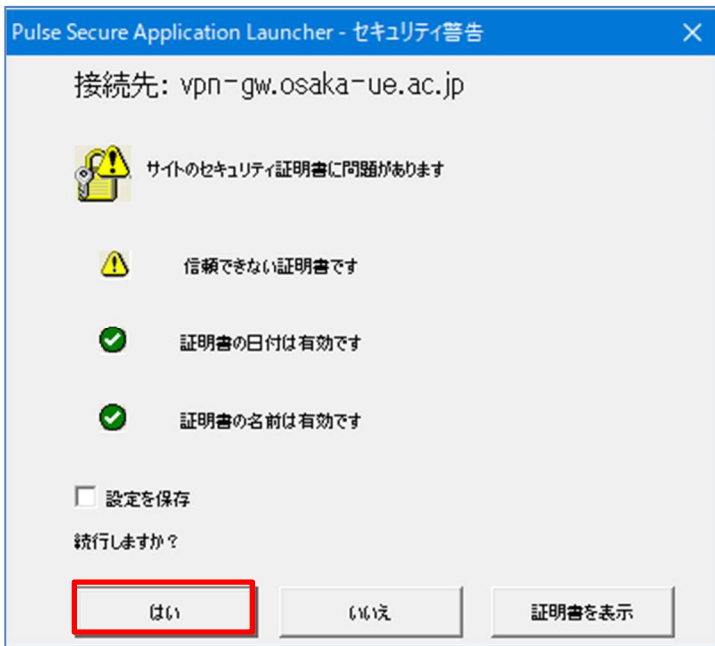 Pulse Secure Application Launcher - セキュリティ警告
接続先: vpn-gw.osaka-ue.ac.jp
サイトのセキュリティ証明書に問題があります
信頼できない証明書です
証明書の日付は有効です
証明書の名前は有効です
設定を保存
続行しますか?
はい
いいえ
証明書を表示